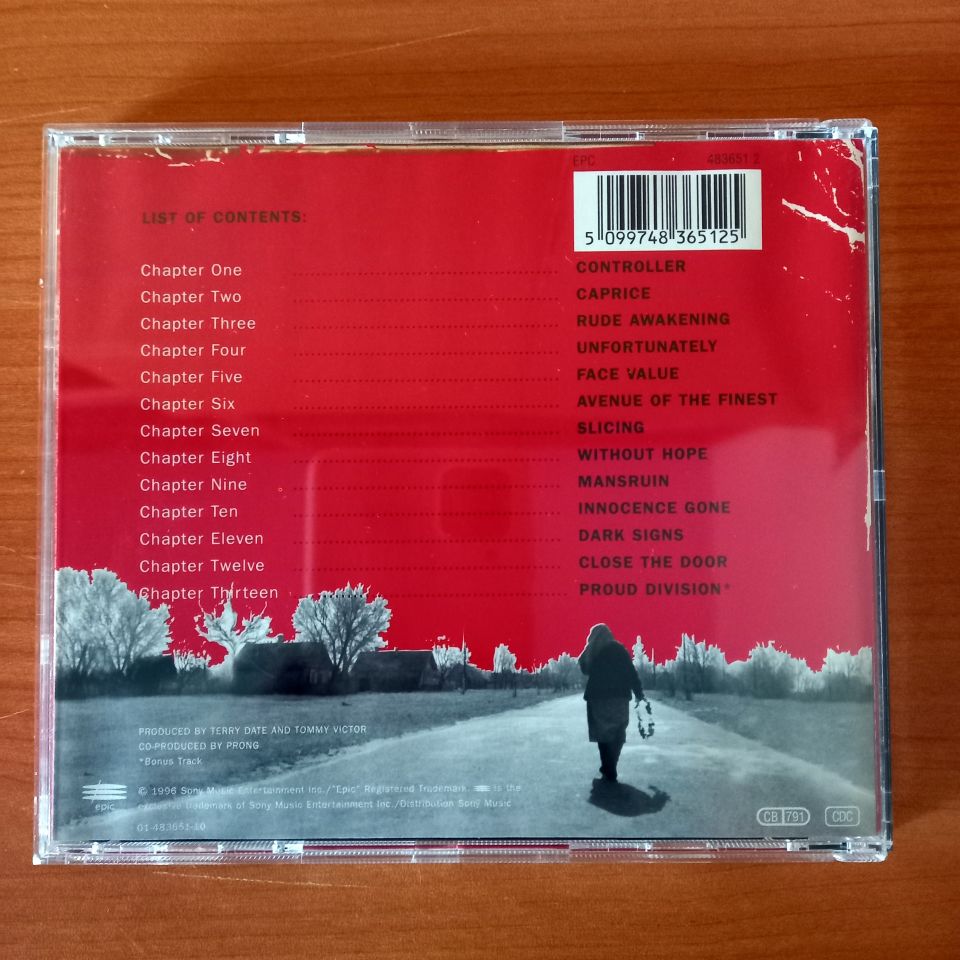 EPC 483651 2
5 099748 365125
LIST OF CONTENTS:
Chapter One CONTROLLER
Chapter Two CAPRICE
Chapter Three RUDE AWAKENING
Chapter Four UNFORTUNATELY
Chapter Five FACE VALUE
Chapter Six AVENUE OF THE FINEST
Chapter Seven SLICING
Chapter Eight WITHOUT HOPE
Chapter Nine MANSRUIN
Chapter Ten INNOCENCE GONE
Chapter Eleven DARK SIGNS
Chapter Twelve CLOSE THE DOOR
Chapter Thirteen PROUD DIVISION*
PRODUCED BY TERRY DATE AND TOMMY VICTOR
CO-PRODUCED BY PRONG
*Bonus Track
epic
© 1996 Sony Music Entertainment Inc./"Epic" Registered Trademark. is the
exclusive trademark of Sony Music Entertainment Inc./Distribution Sony Music
01-483651-10
CB 791
CDC